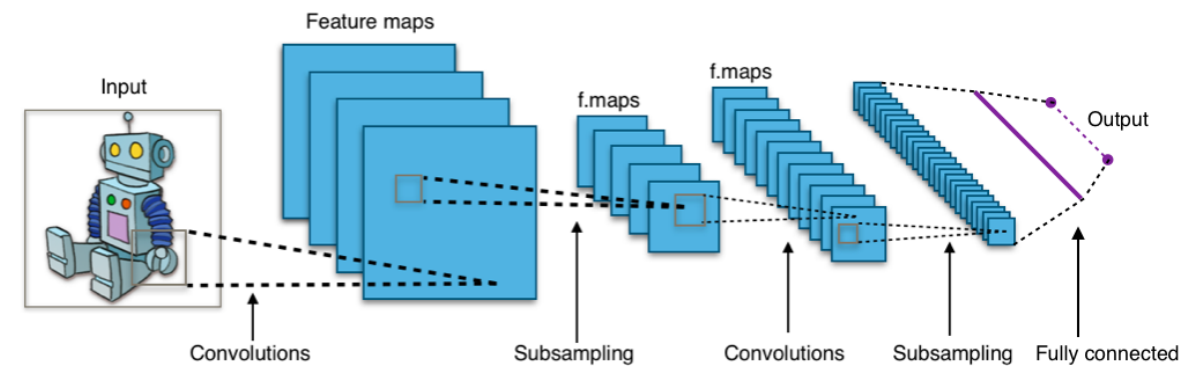 Feature maps
Input
f.maps
f.maps
Output
Convolutions
Subsampling
Convolutions
Subsampling
Fully connected